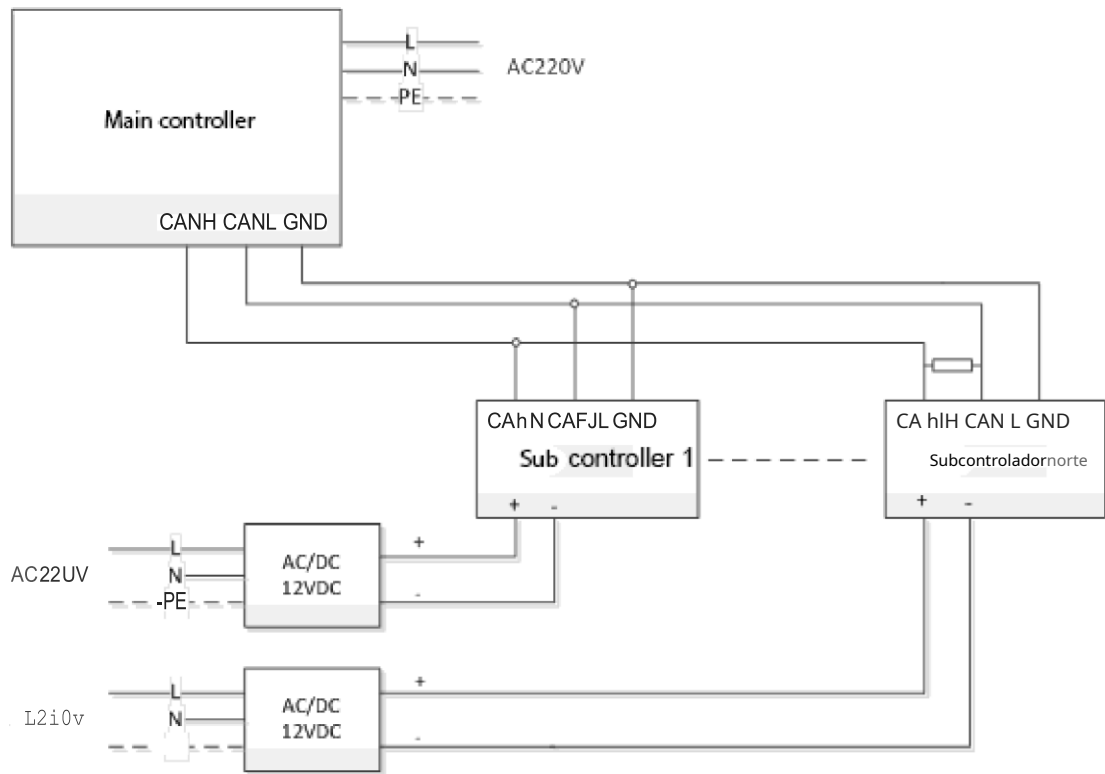 L
N
AC220V
PE
Main controller
CANH CANL GND
CAhN CAFJL GND
CA hlH CAN L GND
Sub controller 1
Subcontroladornorte
+ -
+ -
L
+
N
AC/DC
AC22UV
12VDC
-PE
-
L
+
N
AC/DC
L2i0v
12VDC
-